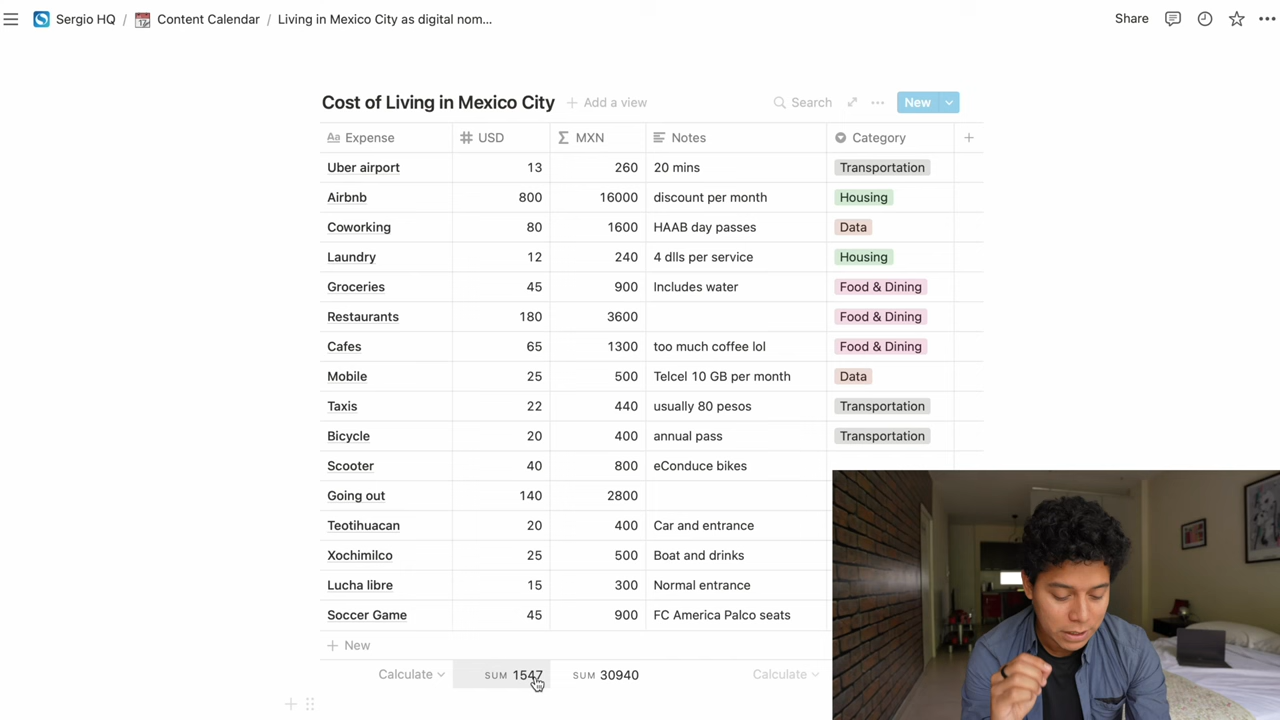 Sergio HQ / Content Calendar / Living in Mexico City as digital nom... Share
Cost of Living in Mexico City + Add a view Search ... New
Aa Expense # USD Σ MXN Notes Category +
Uber airport 13 260 20 mins Transportation
Airbnb 800 16000 discount per month Housing
Coworking 80 1600 HAAB day passes Data
Laundry 12 240 4 dlls per service Housing
Groceries 45 900 Includes water Food & Dining
Restaurants 180 3600 Food & Dining
Cafes 65 1300 too much coffee lol Food & Dining
Mobile 25 500 Telcel 10 GB per month Data
Taxis 22 440 usually 80 pesos Transportation
Bicycle 20 400 annual pass Transportation
Scooter 40 800 eConduce bikes
Going out 140 2800
Teotihuacan 20 400 Car and entrance
Xochimilco 25 500 Boat and drinks
Lucha libre 15 300 Normal entrance
Soccer Game 45 900 FC America Palco seats
+ New
Calculate SUM 1547 SUM 30940 Calculate